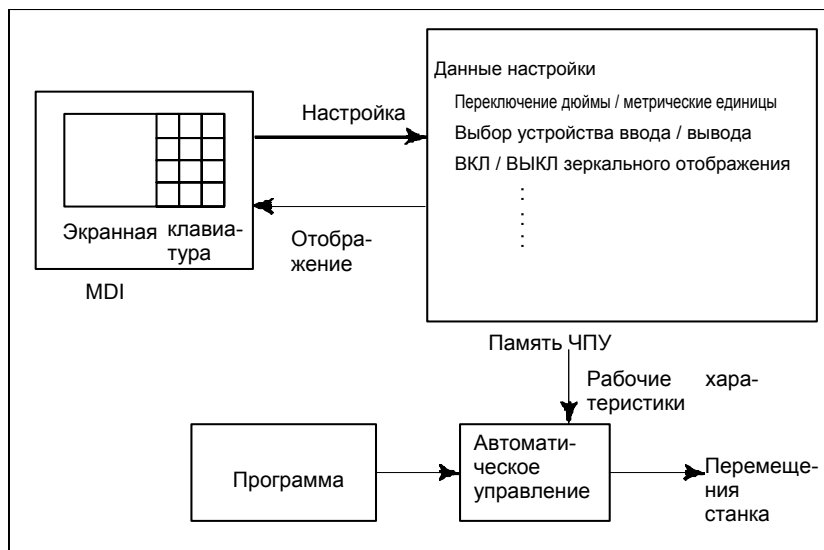 Данные настройки
Переключение дюймы / метрические единицы
Выбор устройства ввода / вывода
ВКЛ / ВЫКЛ зеркального отображения
:
:
:
Настройка
Экранная клавиа-
тура
Отобра-
жение
MDI
Память ЧПУ
Рабочие хара-
теристики
Программа
Автомати-
ческое
управление
Перемеще-
ния
станка